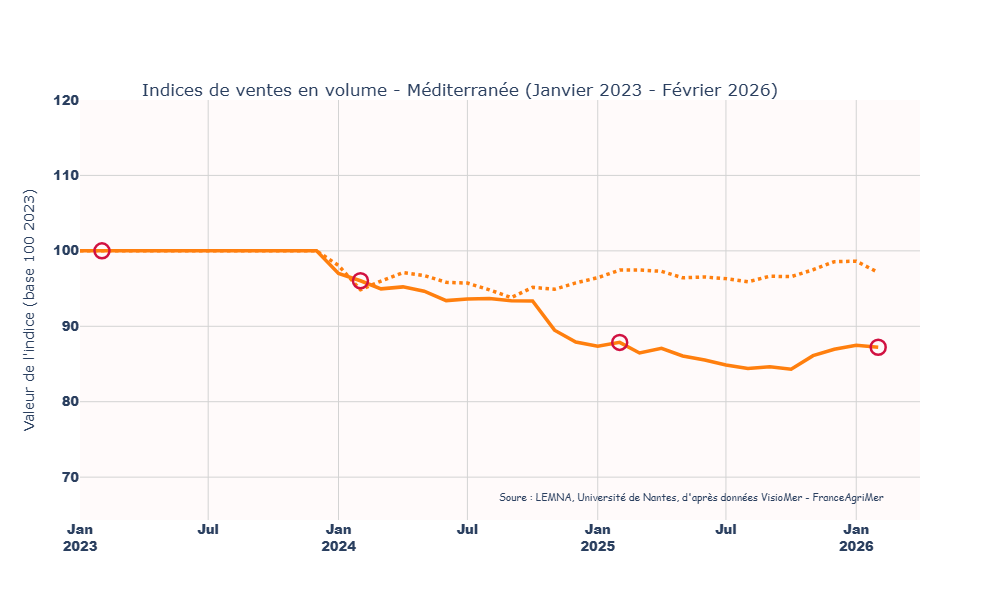 Indices de ventes en volume - Méditerranée (Janvier 2023 - Février 2026)
Valeur de l'indice (base 100 2023)
120
110
100
90
80
70
Soure : LEMNA, Université de Nantes, d'après données VisioMer - FranceAgriMer
Jan Jul Jan Jul Jan Jul Jan
2023 2024 2025 2026